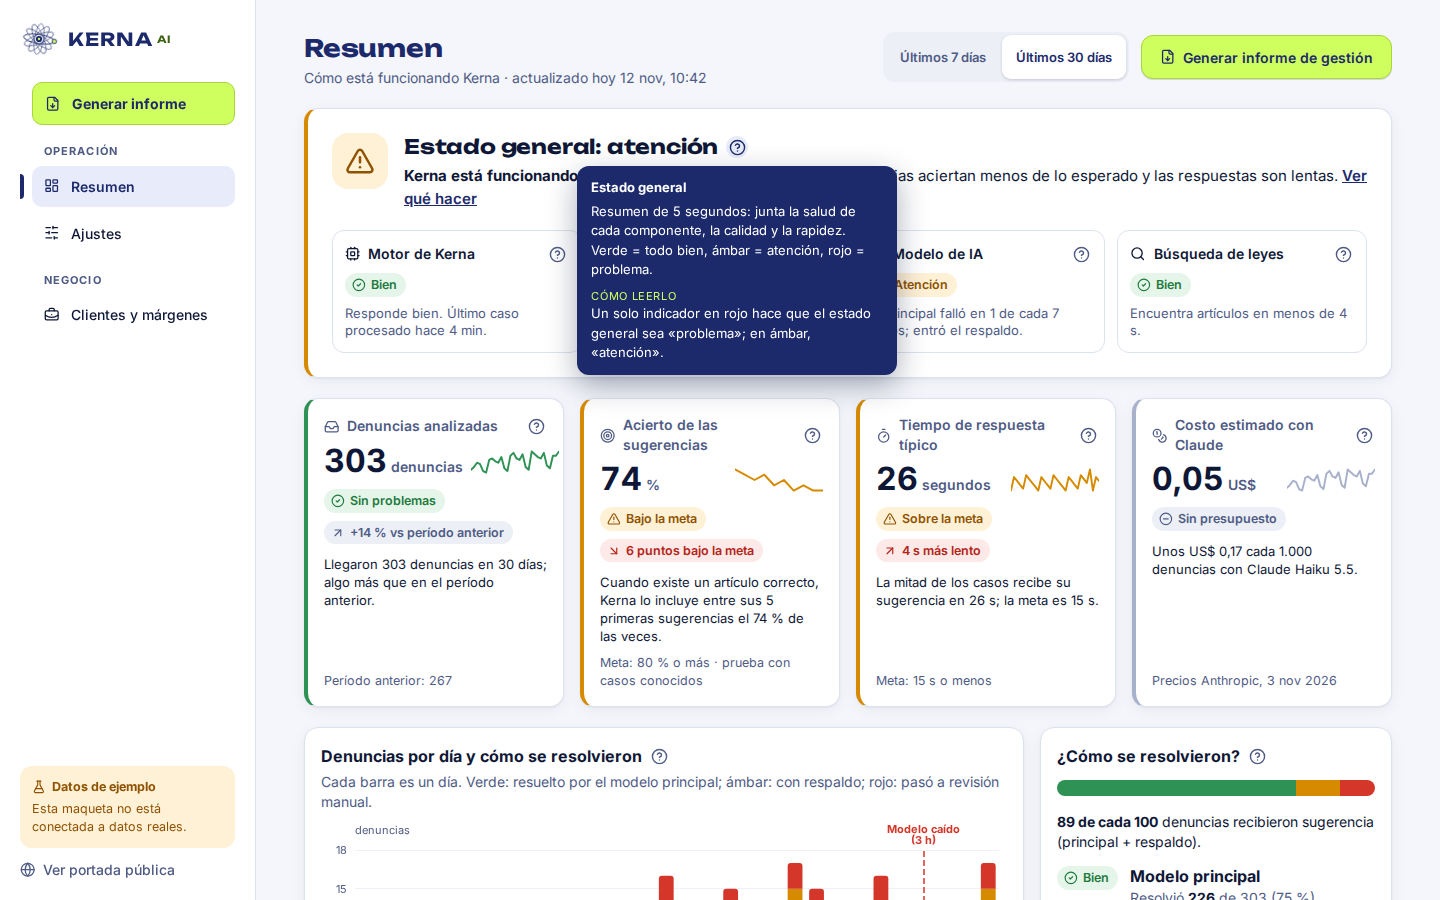 KERNA AI
Generar informe
OPERACIÓN
Resumen
Ajustes
NEGOCIO
Clientes y márgenes
Datos de ejemplo
Esta maqueta no está
conectada a datos reales.
Ver portada pública
Resumen
Cómo está funcionando Kerna · actualizado hoy 12 nov, 10:42
Últimos 7 días
Últimos 30 días
Generar informe de gestión
Estado general: atención
Kerna está funcionando
aciertan menos de lo esperado y las respuestas son lentas. Ver
qué hacer
Estado general
Resumen de 5 segundos: junta la salud de
cada componente, la calidad y la rapidez.
Verde = todo bien, ámbar = atención, rojo =
problema.
CÓMO LEERLO
Un solo indicador en rojo hace que el estado
general sea «problema»; en ámbar,
«atención».
Motor de Kerna
Bien
Responde bien. Último caso
procesado hace 4 min.
Modelo de IA
Atención
falló en 1 de cada 7
entró el respaldo.
Búsqueda de leyes
Bien
Encuentra artículos en menos de 4
s.
Denuncias analizadas
303 denuncias
Sin problemas
+14 % vs período anterior
Llegaron 303 denuncias en 30 días;
algo más que en el período
anterior.
Período anterior: 267
Acierto de las
sugerencias
74 %
Bajo la meta
6 puntos bajo la meta
Cuando existe un artículo correcto,
Kerna lo incluye entre sus 5
primeras sugerencias el 74 % de
las veces.
Meta: 80 % o más · prueba con
casos conocidos
Tiempo de respuesta
típico
26 segundos
Sobre la meta
4 s más lento
La mitad de los casos recibe su
sugerencia en 26 s; la meta es 15 s.
Meta: 15 s o menos
Costo estimado con
Claude
0,05 US$
Sin presupuesto
Unos US$ 0,17 cada 1.000
denuncias con Claude Haiku 5.5.
Precios Anthropic, 3 nov 2026
Denuncias por día y cómo se resolvieron
Cada barra es un día. Verde: resuelto por el modelo principal; ámbar: con respaldo; rojo: pasó a revisión
manual.
denuncias
Modelo caído
(3 h)
18
15
¿Cómo se resolvieron?
89 de cada 100 denuncias recibieron sugerencia
(principal + respaldo).
Bien
Modelo principal
Resolvió 226 de 303 (75 %)